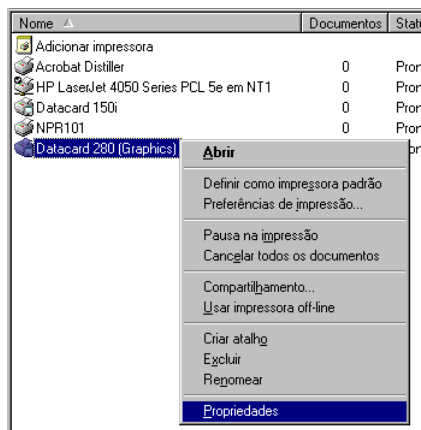 Nome Documentos Statu
Adicionar impressora
Acrobat Distiller 0 Pron
HP LaserJet 4050 Series PCL 5e em NT1 0 Pron
Datacard 150i 0 Pron
NPR101 0 Pron
Datacard 280 (Graphics) pron
Abrir
Definir como impressora padrão
Preferências de impressão...
Pausa na impressão
Cancelar todos os documentos
Compartilhamento...
Usar impressora off-line
Criar atalho
Excluir
Renomear
Propriedades